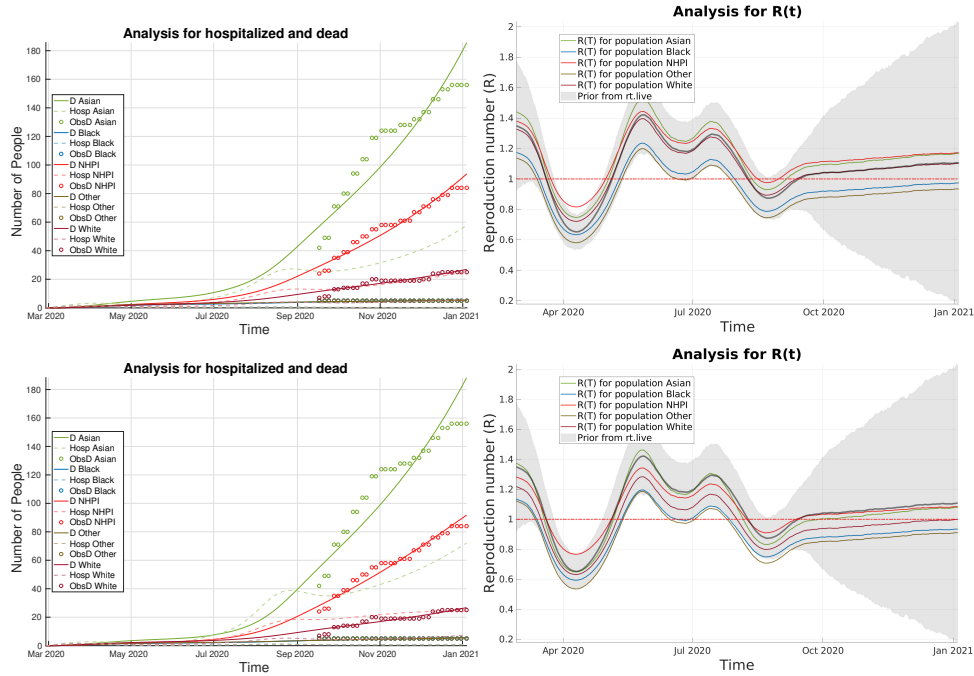 Analysis for hospitalized and dead
Number of People
180
160
140
120
100
80
60
40
20
0
D Asian
Hosp Asian
ObsD Asian
D Black
Hosp Black
ObsD Black
D NHPI
Hosp NHPI
ObsD NHPI
D Other
Hosp Other
ObsD Other
D White
Hosp White
ObsD White
Mar 2020 May 2020 Jul 2020 Sep 2020 Nov 2020 Jan 2021
Time
Analysis for R(t)
Reproduction number (R)
2
1.8
1.6
1.4
1.2
1
0.8
0.6
0.4
0.2
R(T) for population Asian
R(T) for population Black
R(T) for population NHPI
R(T) for population Other
R(T) for population White
Prior from rt.live
Apr 2020 Jul 2020 Oct 2020 Jan 2021
Time
Analysis for hospitalized and dead
Number of People
180
160
140
120
100
80
60
40
20
0
D Asian
Hosp Asian
ObsD Asian
D Black
Hosp Black
ObsD Black
D NHPI
Hosp NHPI
ObsD NHPI
D Other
Hosp Other
ObsD Other
D White
Hosp White
ObsD White
Mar 2020 May 2020 Jul 2020 Sep 2020 Nov 2020 Jan 2021
Time
Analysis for R(t)
Reproduction number (R)
2
1.8
1.6
1.4
1.2
1
0.8
0.6
0.4
0.2
R(T) for population Asian
R(T) for population Black
R(T) for population NHPI
R(T) for population Other
R(T) for population White
Prior from rt.live
Apr 2020 Jul 2020 Oct 2020 Jan 2021
Time